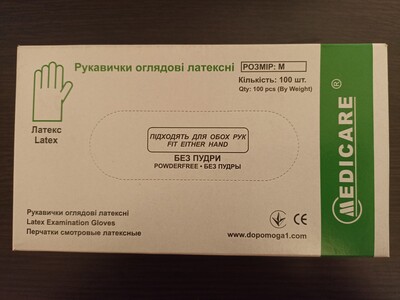 Рукавички оглядові латексні
РОЗМІР: M
Кількість: 100 шт.
Qty: 100 pcs (By Weight)
Латекс
Latex
ПІДХОДЯТЬ ДЛЯ ОБОХ РУК
FIT EITHER HAND
БЕЗ ПУДРИ
POWDERFREE • БЕЗ ПУДРЫ
Рукавички оглядові латексні
Latex Examination Gloves
Перчатки смотровые латексные
CE
www.dopomoga1.com
MEDICARE ®